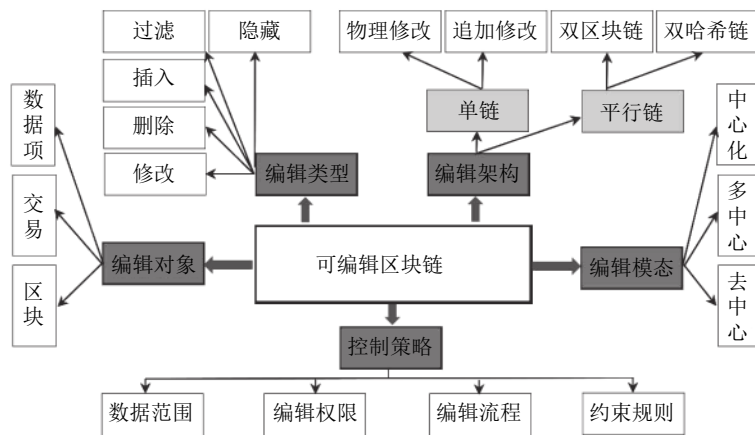 过滤
隐藏
物理修改
追加修改
双区块链
双哈希链
插入
删除
修改
单链
平行链
数据项
中心化
编辑类型
编辑架构
交易
多中心
编辑对象
可编辑区块链
编辑模态
区块
去中心
控制策略
数据范围
编辑权限
编辑流程
约束规则